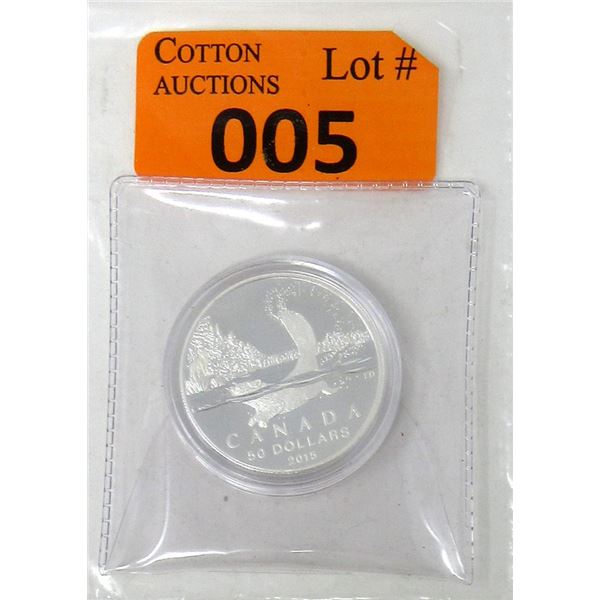 COTTON
AUCTIONS
Lot #
005
CANADA
50 DOLLARS
2015